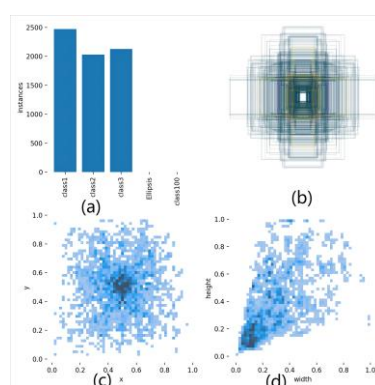 2500
2000
1500
1000
500
0
instances
class1
class2
class3
Ellipsis
class100
(a)
(b)
1.0
0.8
0.6
0.4
0.2
0.0
y
0.0 0.2 0.4 0.6 0.8 1.0
(c) x
1.0
0.8
0.6
0.4
0.2
0.0
height
0.0 0.2 0.4 0.6 0.8 1.0
(d) width